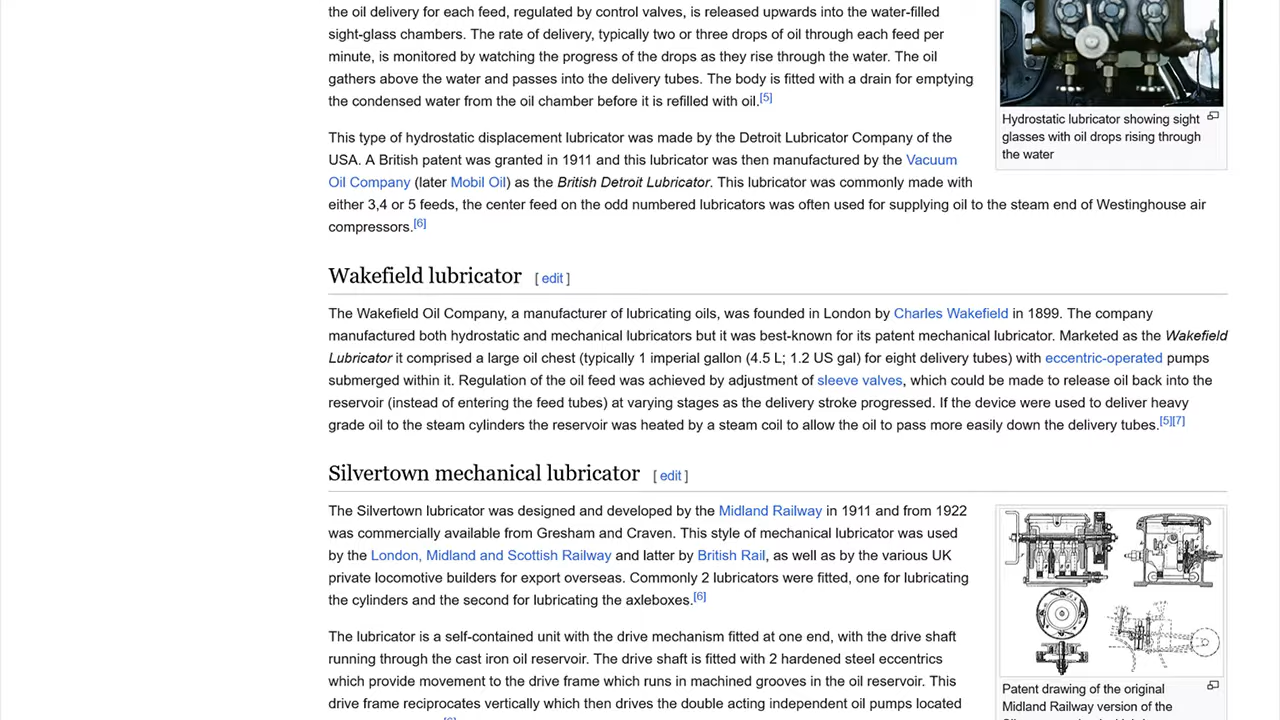 the oil delivery for each feed, regulated by control valves, is released upwards into the water-filled
sight-glass chambers. The rate of delivery, typically two or three drops of oil through each feed per
minute, is monitored by watching the progress of the drops as they rise through the water. The oil
gathers above the water and passes into the delivery tubes. The body is fitted with a drain for emptying
the condensed water from the oil chamber before it is refilled with oil.[5]
Hydrostatic lubricator showing sight
glasses with oil drops rising through
the water
This type of hydrostatic displacement lubricator was made by the Detroit Lubricator Company of the
USA. A British patent was granted in 1911 and this lubricator was then manufactured by the Vacuum
Oil Company (later Mobil Oil) as the British Detroit Lubricator. This lubricator was commonly made with
either 3,4 or 5 feeds, the center feed on the odd numbered lubricators was often used for supplying oil to the steam end of Westinghouse air
compressors.[6]
Wakefield lubricator [ edit ]
The Wakefield Oil Company, a manufacturer of lubricating oils, was founded in London by Charles Wakefield in 1899. The company
manufactured both hydrostatic and mechanical lubricators but it was best-known for its patent mechanical lubricator. Marketed as the Wakefield
Lubricator it comprised a large oil chest (typically 1 imperial gallon (4.5 L; 1.2 US gal) for eight delivery tubes) with eccentric-operated pumps
submerged within it. Regulation of the oil feed was achieved by adjustment of sleeve valves, which could be made to release oil back into the
reservoir (instead of entering the feed tubes) at varying stages as the delivery stroke progressed. If the device were used to deliver heavy
grade oil to the steam cylinders the reservoir was heated by a steam coil to allow the oil to pass more easily down the delivery tubes.[5][7]
Silvertown mechanical lubricator [ edit ]
The Silvertown lubricator was designed and developed by the Midland Railway in 1911 and from 1922
was commercially available from Gresham and Craven. This style of mechanical lubricator was used
by the London, Midland and Scottish Railway and latter by British Rail, as well as by the various UK
private locomotive builders for export overseas. Commonly 2 lubricators were fitted, one for lubricating
the cylinders and the second for lubricating the axleboxes.[6]
The lubricator is a self-contained unit with the drive mechanism fitted at one end, with the drive shaft
running through the cast iron oil reservoir. The drive shaft is fitted with 2 hardened steel eccentrics
which provide movement to the drive frame which runs in machined grooves in the oil reservoir. This
drive frame reciprocates vertically which then drives the double acting independent oil pumps located
Patent drawing of the original
Midland Railway version of the